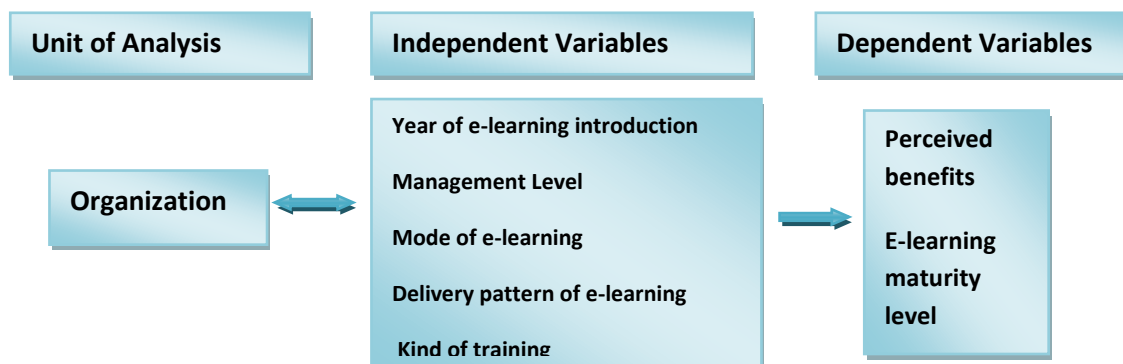 Unit of Analysis
Independent Variables
Dependent Variables
Organization
Year of e-learning introduction
Management Level
Mode of e-learning
Delivery pattern of e-learning
Kind of training
Perceived
benefits
E-learning
maturity
level